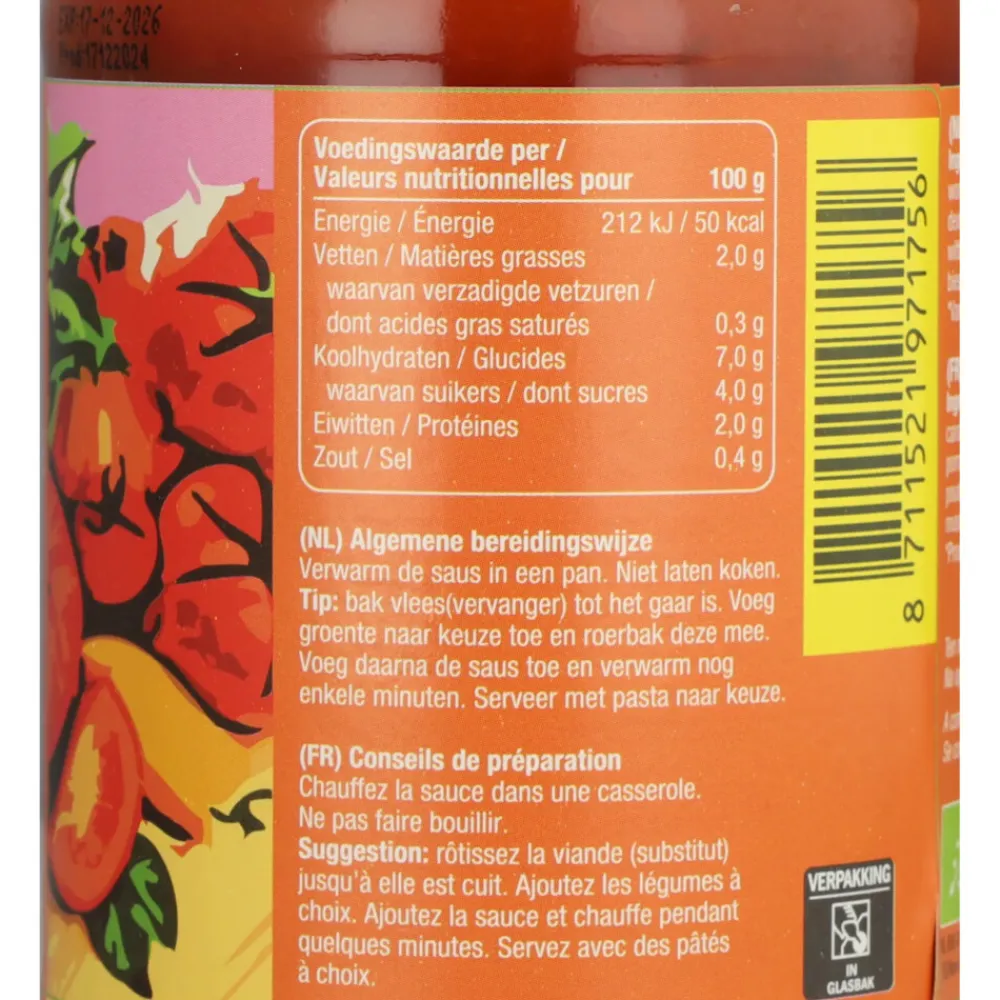 EXP:17-12-2026
Prod:17122024
Voedingswaarde per /
Valeurs nutritionnelles pour 100 g
Energie / Énergie 212 kJ / 50 kcal
Vetten / Matières grasses 2,0 g
waarvan verzadigde vetzuren /
dont acides gras saturés 0,3 g
Koolhydraten / Glucides 7,0 g
waarvan suikers / dont sucres 4,0 g
Eiwitten / Protéines 2,0 g
Zout / Sel 0,4 g
(NL) Algemene bereidingswijze
Verwarm de saus in een pan. Niet laten koken.
Tip: bak vlees(vervanger) tot het gaar is. Voeg
groente naar keuze toe en roerbak deze mee.
Voeg daarna de saus toe en verwarm nog
enkele minuten. Serveer met pasta naar keuze.
(FR) Conseils de préparation
Chauffez la sauce dans une casserole.
Ne pas faire bouillir.
Suggestion: rôtissez la viande (substitut)
jusqu'à elle est cuit. Ajoutez les légumes à
choix. Ajoutez la sauce et chauffe pendant
quelques minutes. Servez avec des pâtés
à choix.
8 711521 971756
VERPAKKING
IN
GLASBAK